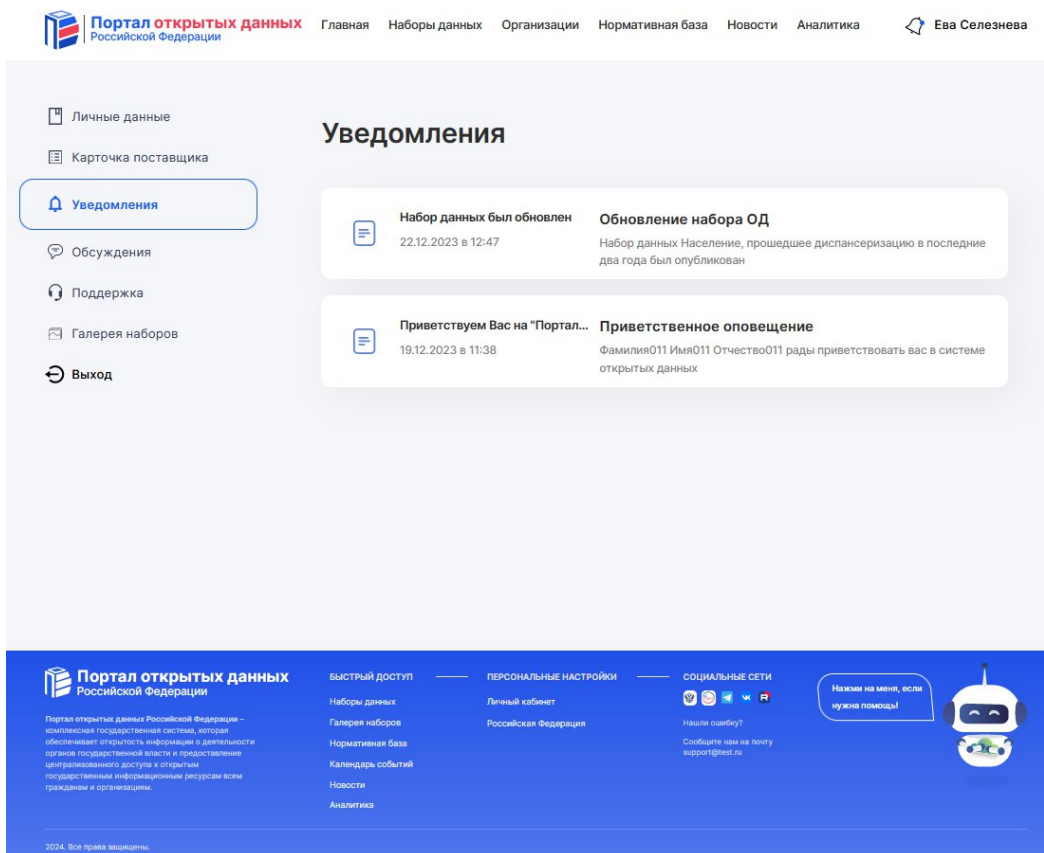 Портал открытых данных
Российской Федерации
Главная Наборы данных Организации Нормативная база Новости Аналитика Ева Селезнева
Личные данные
Карточка поставщика
Уведомления
Обсуждения
Поддержка
Галерея наборов
Выход
Уведомления
Набор данных был обновлен
22.12.2023 в 12:47
Обновление набора ОД
Набор данных Население, прошедшее диспансеризацию в последние
два года был опубликован
Приветствуем Вас на "Портал...
19.12.2023 в 11:38
Приветственное оповещение
Фамилия011 Имя011 Отчество011 рады приветствовать вас в системе
открытых данных
Портал открытых данных
Российской Федерации
Портал открытых данных Российской Федерации –
комплексная государственная система, которая
обеспечивает открытость информации о деятельности
органов государственной власти и предоставление
централизованного доступа к открытым
государственным информационным ресурсам всем
гражданам и организациям.
БЫСТРЫЙ ДОСТУП
Наборы данных
Галерея наборов
Нормативная база
Календарь событий
Новости
Аналитика
ПЕРСОНАЛЬНЫЕ НАСТРОЙКИ
Личный кабинет
Российская Федерация
СОЦИАЛЬНЫЕ СЕТИ
Нашли ошибку?
Сообщите нам на почту
support@test.ru
Нажми на меня, если
нужна помощь!
2024. Все права защищены.